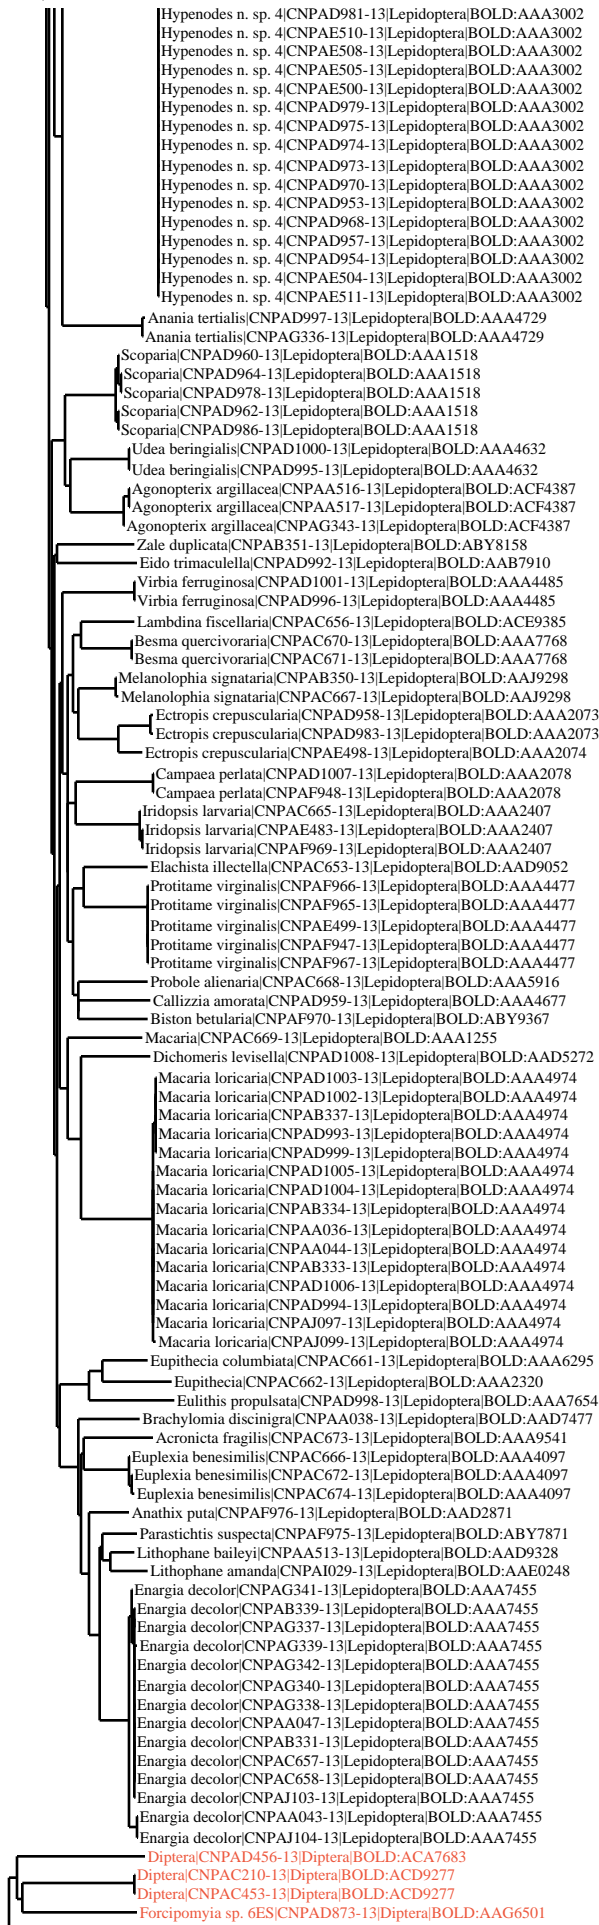 Hypenodes n. sp. 4|CNPAD981-13|Lepidoptera|BOLD:AAA3002
Hypenodes n. sp. 4|CNPAE510-13|Lepidoptera|BOLD:AAA3002
Hypenodes n. sp. 4|CNPAE508-13|Lepidoptera|BOLD:AAA3002
Hypenodes n. sp. 4|CNPAE505-13|Lepidoptera|BOLD:AAA3002
Hypenodes n. sp. 4|CNPAE500-13|Lepidoptera|BOLD:AAA3002
Hypenodes n. sp. 4|CNPAD979-13|Lepidoptera|BOLD:AAA3002
Hypenodes n. sp. 4|CNPAD975-13|Lepidoptera|BOLD:AAA3002
Hypenodes n. sp. 4|CNPAD974-13|Lepidoptera|BOLD:AAA3002
Hypenodes n. sp. 4|CNPAD973-13|Lepidoptera|BOLD:AAA3002
Hypenodes n. sp. 4|CNPAD970-13|Lepidoptera|BOLD:AAA3002
Hypenodes n. sp. 4|CNPAD953-13|Lepidoptera|BOLD:AAA3002
Hypenodes n. sp. 4|CNPAD968-13|Lepidoptera|BOLD:AAA3002
Hypenodes n. sp. 4|CNPAD957-13|Lepidoptera|BOLD:AAA3002
Hypenodes n. sp. 4|CNPAD954-13|Lepidoptera|BOLD:AAA3002
Hypenodes n. sp. 4|CNPAE504-13|Lepidoptera|BOLD:AAA3002
Hypenodes n. sp. 4|CNPAE511-13|Lepidoptera|BOLD:AAA3002
Anania tertialis|CNPAD997-13|Lepidoptera|BOLD:AAA4729
Anania tertialis|CNPAG336-13|Lepidoptera|BOLD:AAA4729
Scoparia|CNPAD960-13|Lepidoptera|BOLD:AAA1518
Scoparia|CNPAD964-13|Lepidoptera|BOLD:AAA1518
Scoparia|CNPAD978-13|Lepidoptera|BOLD:AAA1518
Scoparia|CNPAD962-13|Lepidoptera|BOLD:AAA1518
Scoparia|CNPAD986-13|Lepidoptera|BOLD:AAA1518
Udea beringialis|CNPAD1000-13|Lepidoptera|BOLD:AAA4632
Udea beringialis|CNPAD995-13|Lepidoptera|BOLD:AAA4632
Agonopterix argillacea|CNPAA516-13|Lepidoptera|BOLD:ACF4387
Agonopterix argillacea|CNPAA517-13|Lepidoptera|BOLD:ACF4387
Agonopterix argillacea|CNPAG343-13|Lepidoptera|BOLD:ACF4387
Zale duplicata|CNPAB351-13|Lepidoptera|BOLD:ABY8158
Eido trimaculella|CNPAD992-13|Lepidoptera|BOLD:AAB7910
Virbia ferruginosa|CNPAD1001-13|Lepidoptera|BOLD:AAA4485
Virbia ferruginosa|CNPAD996-13|Lepidoptera|BOLD:AAA4485
Lambdina fiscellaria|CNPAC656-13|Lepidoptera|BOLD:ACE9385
Besma quercivoraria|CNPAC670-13|Lepidoptera|BOLD:AAA7768
Besma quercivoraria|CNPAC671-13|Lepidoptera|BOLD:AAA7768
Melanolophia signataria|CNPAB350-13|Lepidoptera|BOLD:AAJ9298
Melanolophia signataria|CNPAC667-13|Lepidoptera|BOLD:AAJ9298
Ectropis crepuscularia|CNPAD958-13|Lepidoptera|BOLD:AAA2073
Ectropis crepuscularia|CNPAD983-13|Lepidoptera|BOLD:AAA2073
Ectropis crepuscularia|CNPAE498-13|Lepidoptera|BOLD:AAA2074
Campaea perlata|CNPAD1007-13|Lepidoptera|BOLD:AAA2078
Campaea perlata|CNPAF948-13|Lepidoptera|BOLD:AAA2078
Iridopsis larvaria|CNPAC665-13|Lepidoptera|BOLD:AAA2407
Iridopsis larvaria|CNPAE483-13|Lepidoptera|BOLD:AAA2407
Iridopsis larvaria|CNPAF969-13|Lepidoptera|BOLD:AAA2407
Elachista illectella|CNPAC653-13|Lepidoptera|BOLD:AAD9052
Protitame virginalis|CNPAF966-13|Lepidoptera|BOLD:AAA4477
Protitame virginalis|CNPAF965-13|Lepidoptera|BOLD:AAA4477
Protitame virginalis|CNPAE499-13|Lepidoptera|BOLD:AAA4477
Protitame virginalis|CNPAF947-13|Lepidoptera|BOLD:AAA4477
Protitame virginalis|CNPAF967-13|Lepidoptera|BOLD:AAA4477
Probole alienaria|CNPAC668-13|Lepidoptera|BOLD:AAA5916
Callizzia amorata|CNPAD959-13|Lepidoptera|BOLD:AAA4677
Biston betularia|CNPAF970-13|Lepidoptera|BOLD:ABY9367
Macaria|CNPAC669-13|Lepidoptera|BOLD:AAA1255
Dichomeris levisella|CNPAD1008-13|Lepidoptera|BOLD:AAD5272
Macaria loricaria|CNPAD1003-13|Lepidoptera|BOLD:AAA4974
Macaria loricaria|CNPAD1002-13|Lepidoptera|BOLD:AAA4974
Macaria loricaria|CNPAB337-13|Lepidoptera|BOLD:AAA4974
Macaria loricaria|CNPAD993-13|Lepidoptera|BOLD:AAA4974
Macaria loricaria|CNPAD999-13|Lepidoptera|BOLD:AAA4974
Macaria loricaria|CNPAD1005-13|Lepidoptera|BOLD:AAA4974
Macaria loricaria|CNPAD1004-13|Lepidoptera|BOLD:AAA4974
Macaria loricaria|CNPAB334-13|Lepidoptera|BOLD:AAA4974
Macaria loricaria|CNPAA036-13|Lepidoptera|BOLD:AAA4974
Macaria loricaria|CNPAA044-13|Lepidoptera|BOLD:AAA4974
Macaria loricaria|CNPAB333-13|Lepidoptera|BOLD:AAA4974
Macaria loricaria|CNPAD1006-13|Lepidoptera|BOLD:AAA4974
Macaria loricaria|CNPAD994-13|Lepidoptera|BOLD:AAA4974
Macaria loricaria|CNPAJ097-13|Lepidoptera|BOLD:AAA4974
Macaria loricaria|CNPAJ099-13|Lepidoptera|BOLD:AAA4974
Eupithecia columbiata|CNPAC661-13|Lepidoptera|BOLD:AAA6295
Eupithecia|CNPAC662-13|Lepidoptera|BOLD:AAA2320
Eulithis propulsata|CNPAD998-13|Lepidoptera|BOLD:AAA7654
Brachylomia discinigra|CNPAA038-13|Lepidoptera|BOLD:AAD7477
Acronicta fragilis|CNPAC673-13|Lepidoptera|BOLD:AAA9541
Euplexia benesimilis|CNPAC666-13|Lepidoptera|BOLD:AAA4097
Euplexia benesimilis|CNPAC672-13|Lepidoptera|BOLD:AAA4097
Euplexia benesimilis|CNPAC674-13|Lepidoptera|BOLD:AAA4097
Anathix puta|CNPAF976-13|Lepidoptera|BOLD:AAD2871
Parastichtis suspecta|CNPAF975-13|Lepidoptera|BOLD:ABY7871
Lithophane baileyi|CNPAA513-13|Lepidoptera|BOLD:AAD9328
Lithophane amanda|CNPAI029-13|Lepidoptera|BOLD:AAE0248
Enargia decolor|CNPAG341-13|Lepidoptera|BOLD:AAA7455
Enargia decolor|CNPAB339-13|Lepidoptera|BOLD:AAA7455
Enargia decolor|CNPAG337-13|Lepidoptera|BOLD:AAA7455
Enargia decolor|CNPAG339-13|Lepidoptera|BOLD:AAA7455
Enargia decolor|CNPAG342-13|Lepidoptera|BOLD:AAA7455
Enargia decolor|CNPAG340-13|Lepidoptera|BOLD:AAA7455
Enargia decolor|CNPAG338-13|Lepidoptera|BOLD:AAA7455
Enargia decolor|CNPAA047-13|Lepidoptera|BOLD:AAA7455
Enargia decolor|CNPAB331-13|Lepidoptera|BOLD:AAA7455
Enargia decolor|CNPAC657-13|Lepidoptera|BOLD:AAA7455
Enargia decolor|CNPAC658-13|Lepidoptera|BOLD:AAA7455
Enargia decolor|CNPAJ103-13|Lepidoptera|BOLD:AAA7455
Enargia decolor|CNPAA043-13|Lepidoptera|BOLD:AAA7455
Enargia decolor|CNPAJ104-13|Lepidoptera|BOLD:AAA7455
Diptera|CNPAD456-13|Diptera|BOLD:ACA7683
Diptera|CNPAC210-13|Diptera|BOLD:ACD9277
Diptera|CNPAC453-13|Diptera|BOLD:ACD9277
Forcipomyia sp. 6ES|CNPAD873-13|Diptera|BOLD:AAG6501